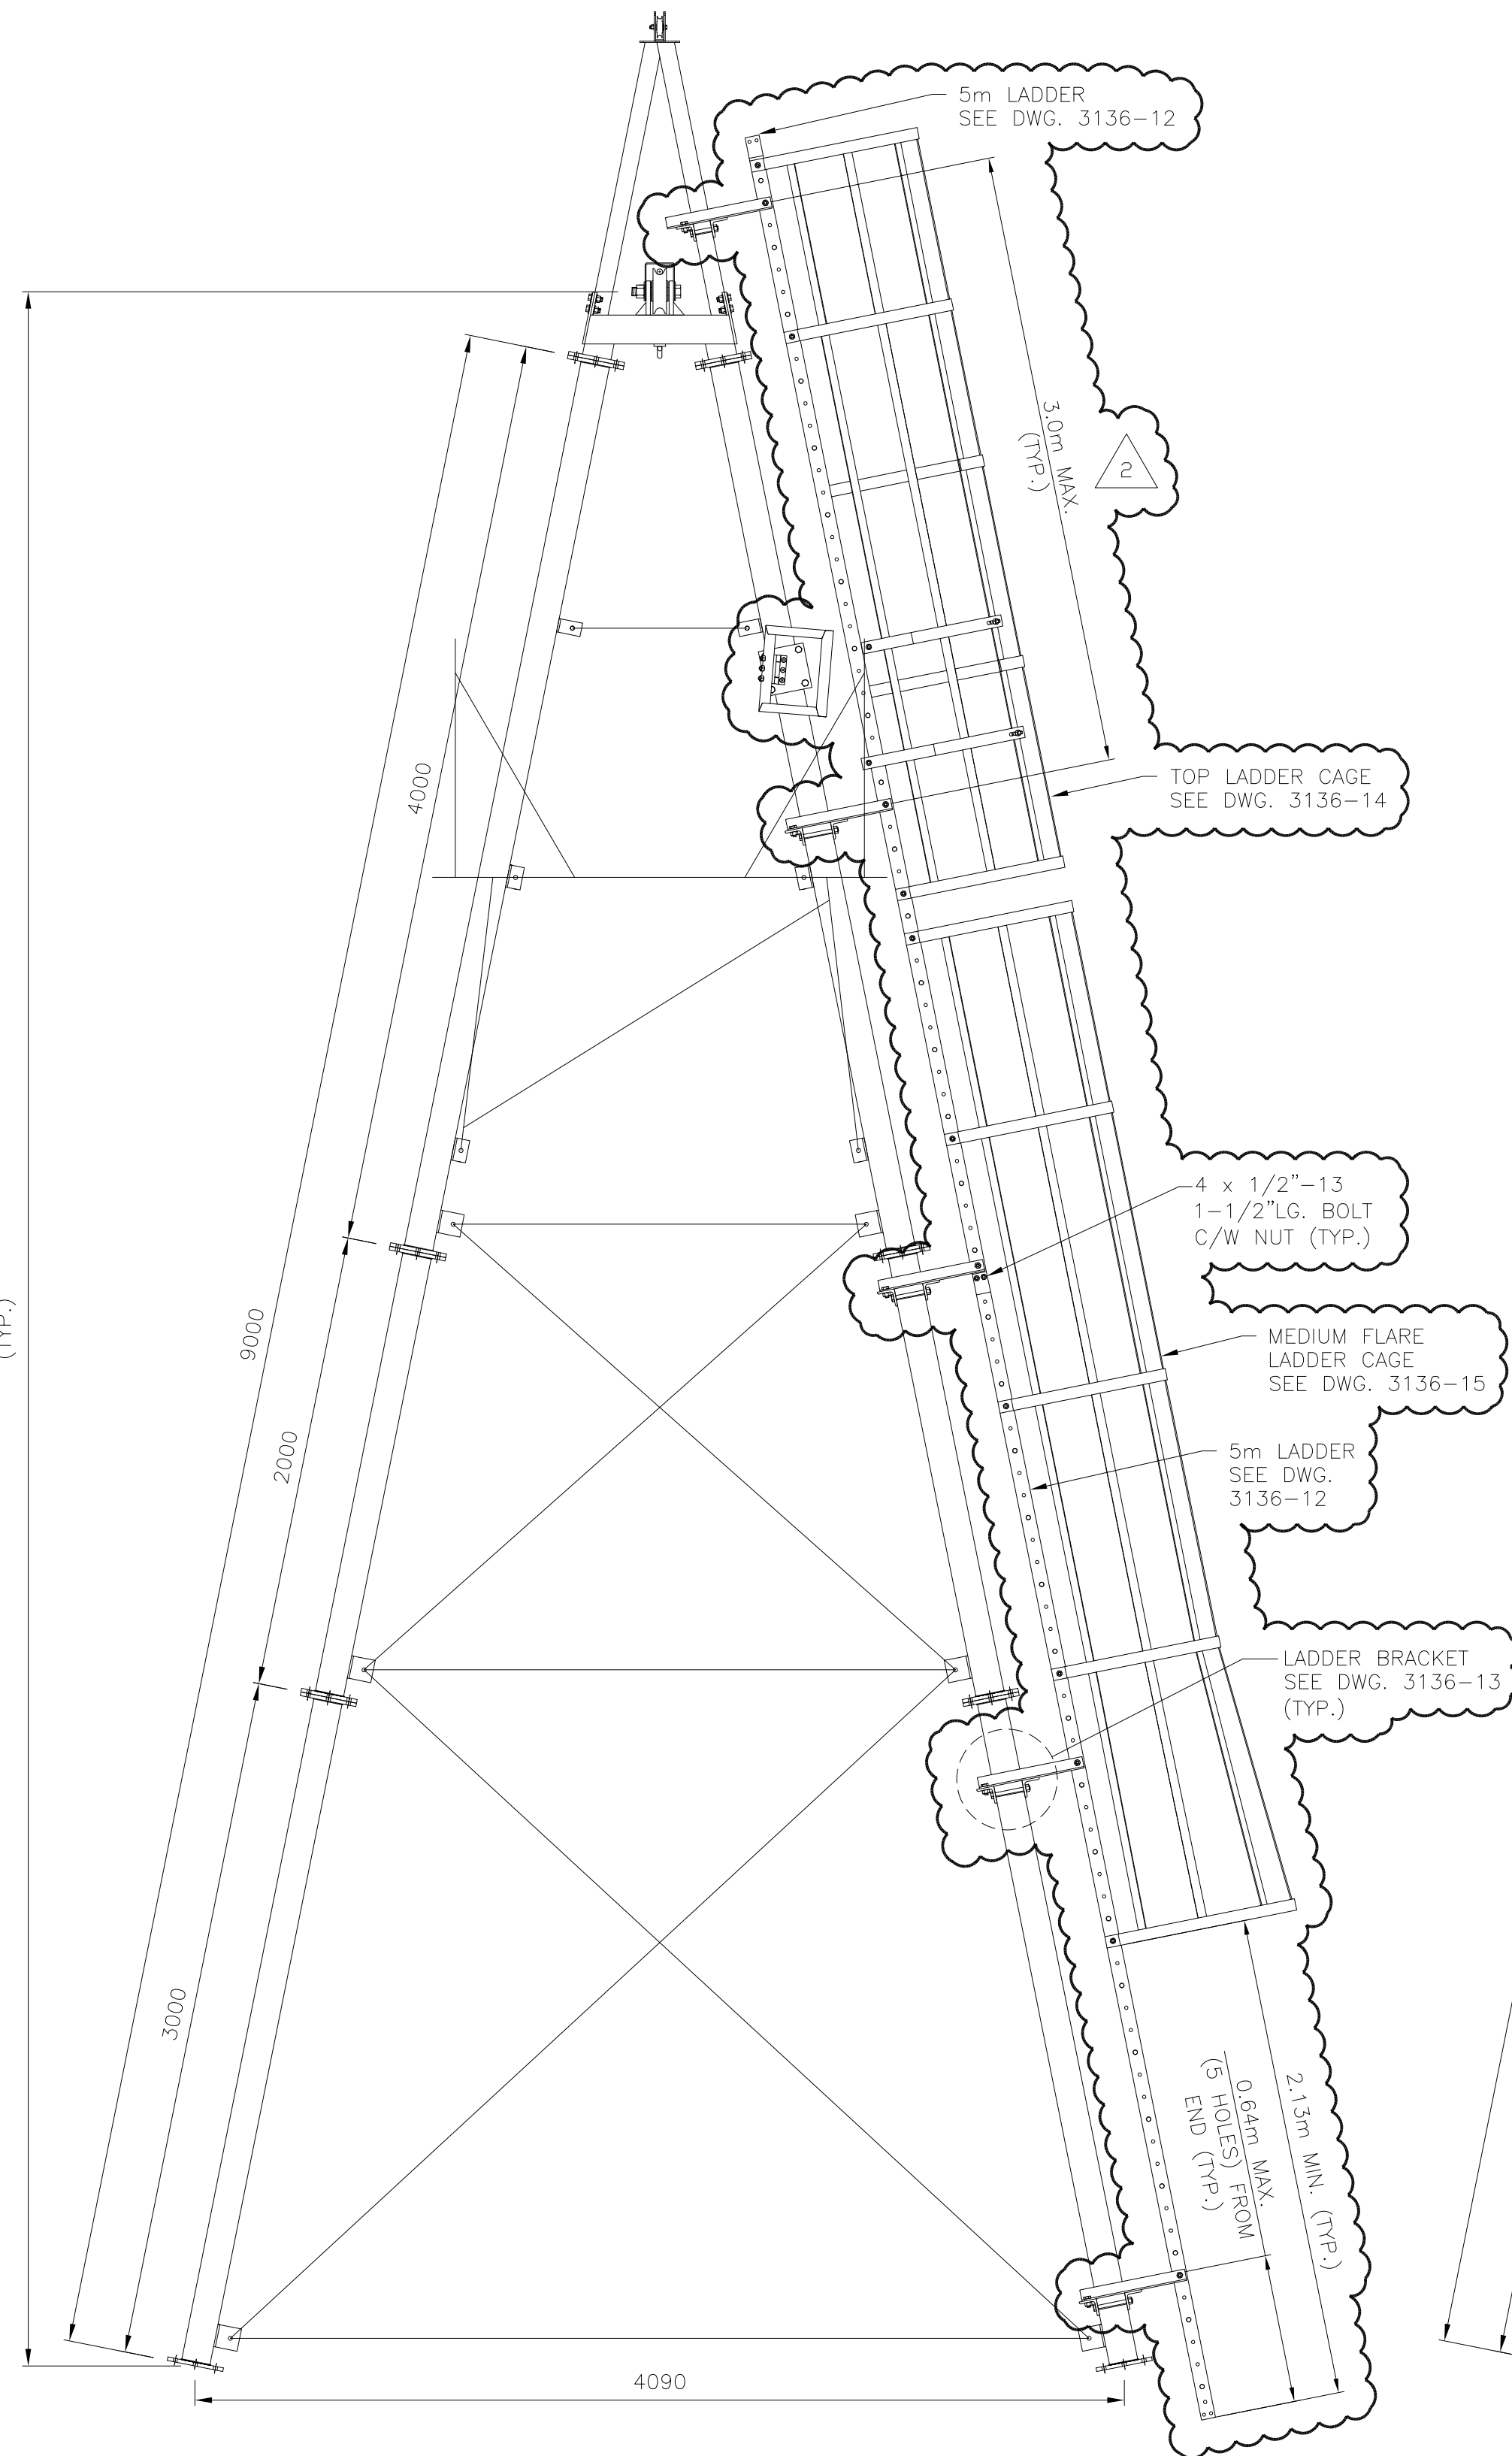 5m LADDER
SEE DWG. 3136-12
3.0m MAX.
(TYP.)
2
TOP LADDER CAGE
SEE DWG. 3136-14
4000
9000
(TYP.)
4 x 1/2"-13
1-1/2"LG. BOLT
C/W NUT (TYP.)
MEDIUM FLARE
LADDER CAGE
SEE DWG. 3136-15
2000
5m LADDER
SEE DWG.
3136-12
LADDER BRACKET
SEE DWG. 3136-13
(TYP.)
3000
0.64m MAX.
(5 HOLES) FROM
END (TYP.)
2.13m MIN. (TYP.)
4090